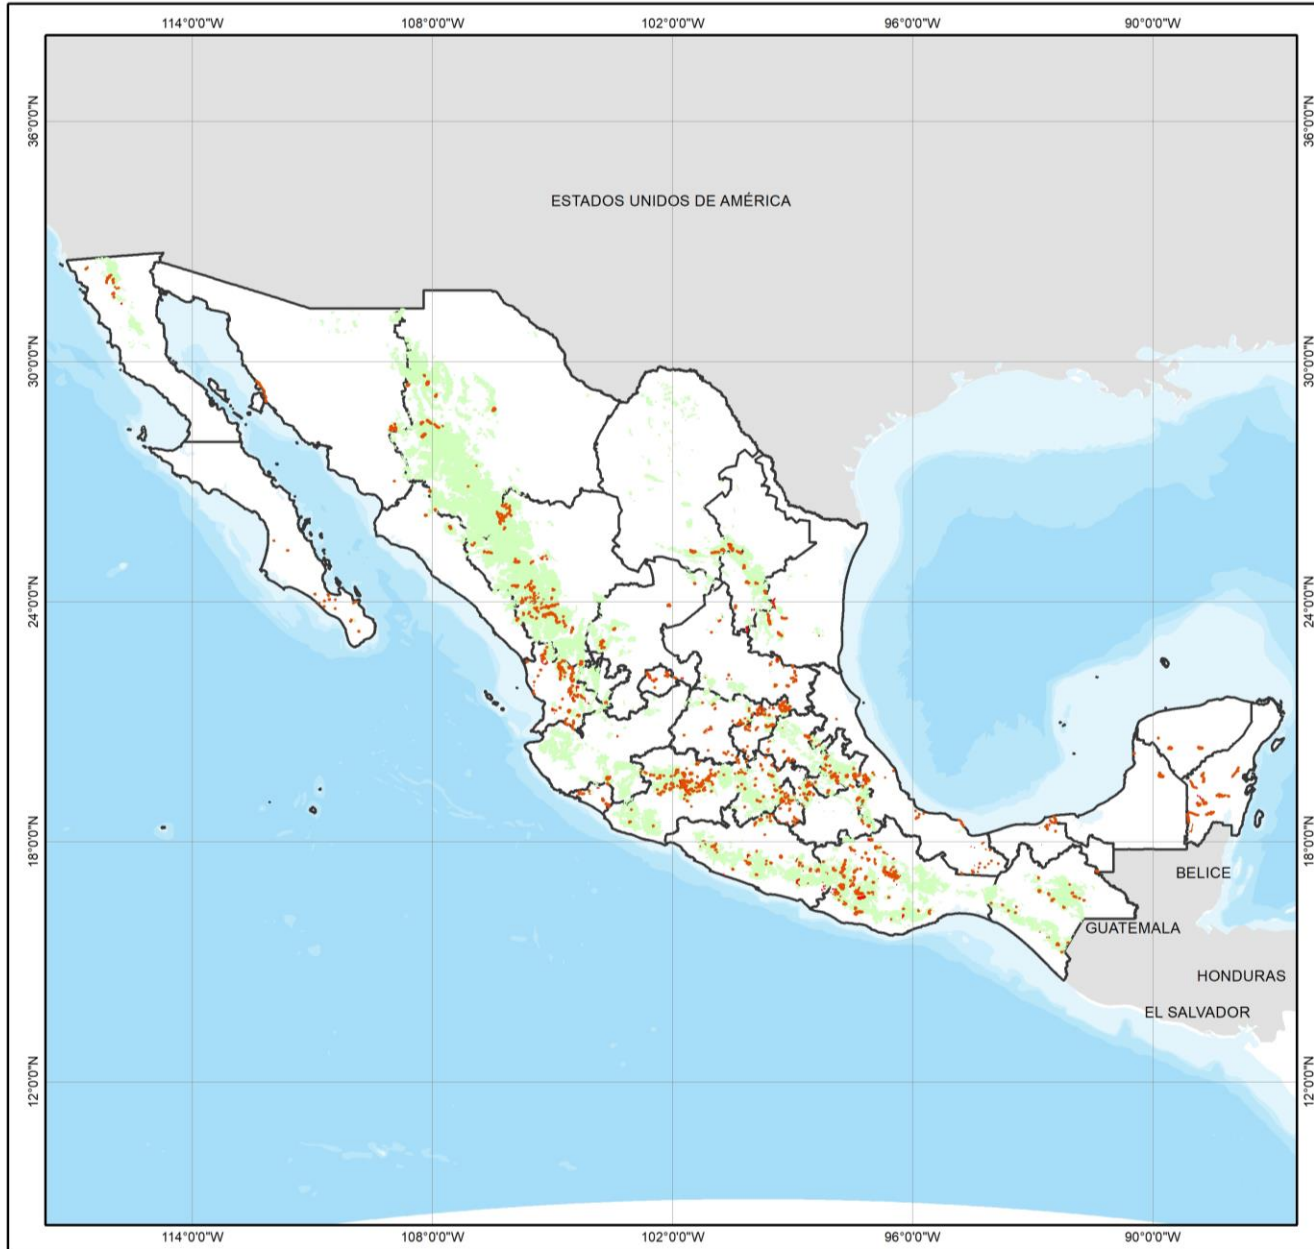 114°0'0"W 108°0'0"W 102°0'0"W 96°0'0"W 90°0'0"W
36°0'0"N 36°0'0"N
ESTADOS UNIDOS DE AMÉRICA
30°0'0"N 30°0'0"N
24°0'0"N 24°0'0"N
18°0'0"N 18°0'0"N
BELICE
GUATEMALA
HONDURAS
EL SALVADOR
12°0'0"N 12°0'0"N
114°0'0"W 108°0'0"W 102°0'0"W 96°0'0"W 90°0'0"W